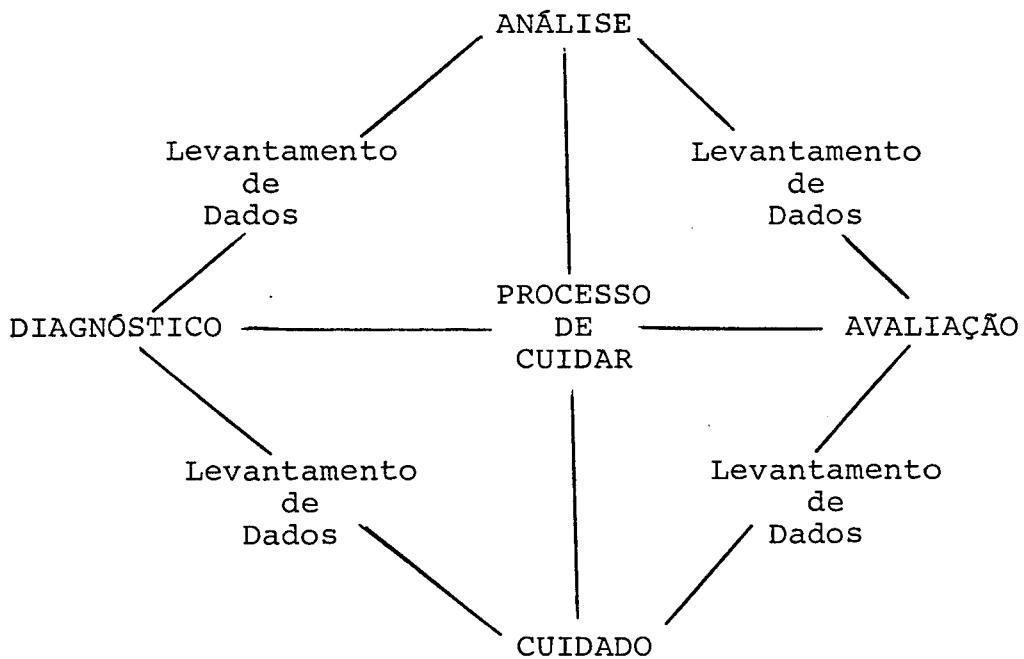 ANÁLISE
Levantamento
de
Dados
Levantamento
de
Dados
DIAGNÓSTICO
PROCESSO
DE
CUIDAR
AVALIAÇÃO
Levantamento
de
Dados
Levantamento
de
Dados
CUIDADO